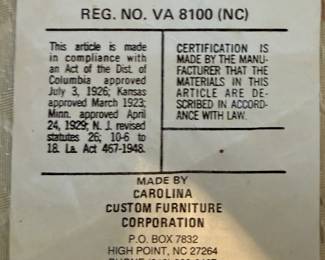 REG. NO. VA 8100 (NC)
This article is made
in compliance with
an Act of the Dist. of
Columbia approved
July 3, 1926; Kansas
approved March 1923;
Minn. approved April
24, 1929; N. J. revised
statutes 26; 10-6 to
18. La. Act 467-1948.
CERTIFICATION IS
MADE BY THE MANU-
FACTURER THAT THE
MATERIALS IN THIS
ARTICLE ARE DE-
SCRIBED IN ACCORD-
ANCE WITH LAW.
MADE BY
CAROLINA
CUSTOM FURNITURE
CORPORATION
P.O. BOX 7832
HIGH POINT, NC 27264